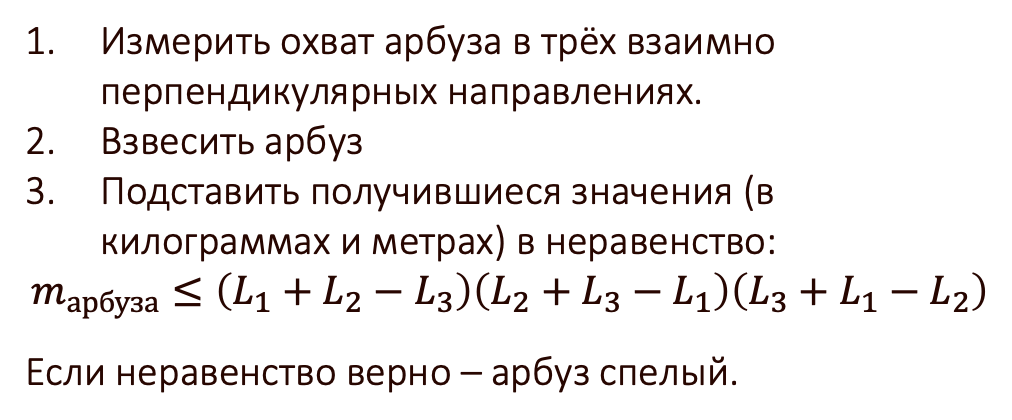 1. Измерить охват арбуза в трёх взаимно
перпендикулярных направлениях.
2. Взвесить арбуз
3. Подставить получившиеся значения (в
килограммах и метрах) в неравенство:
m_арбуза ≤ (L₁ + L₂ − L₃)(L₂ + L₃ − L₁)(L₃ + L₁ − L₂)
Если неравенство верно – арбуз спелый.